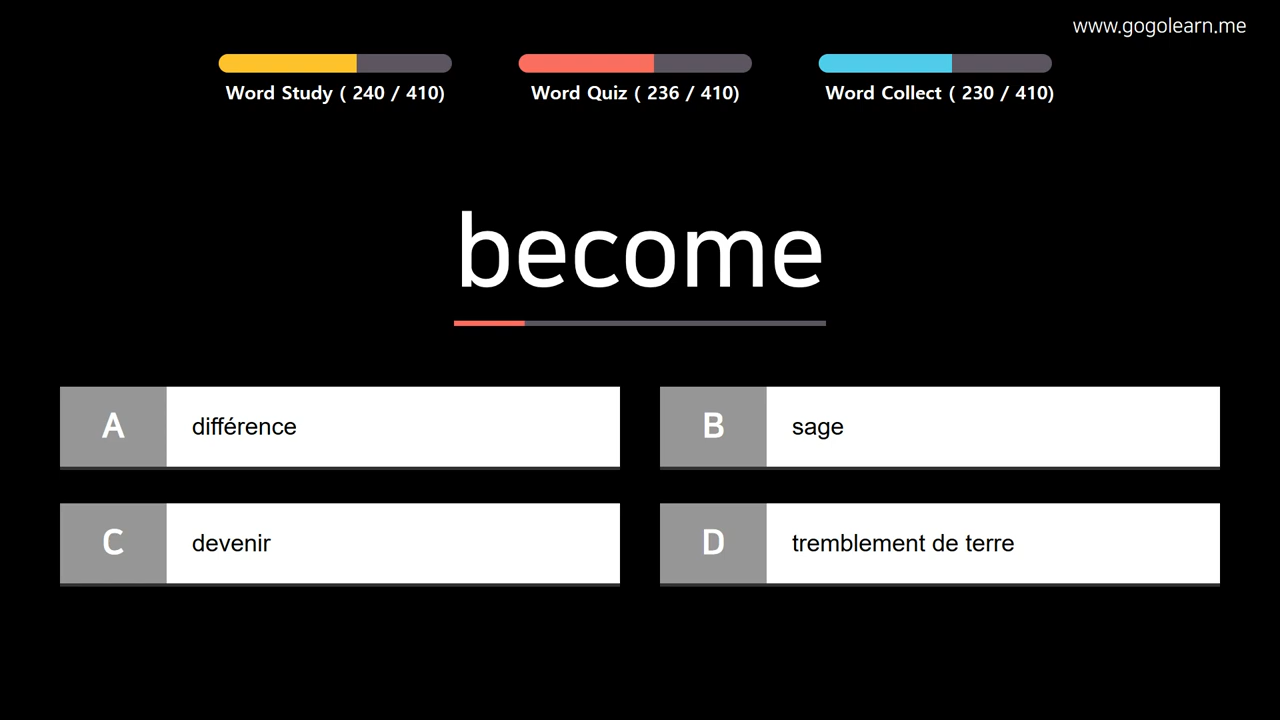 www.gogolearn.me
Word Study ( 240 / 410)
Word Quiz ( 236 / 410)
Word Collect ( 230 / 410)
become
A différence
B sage
C devenir
D tremblement de terre